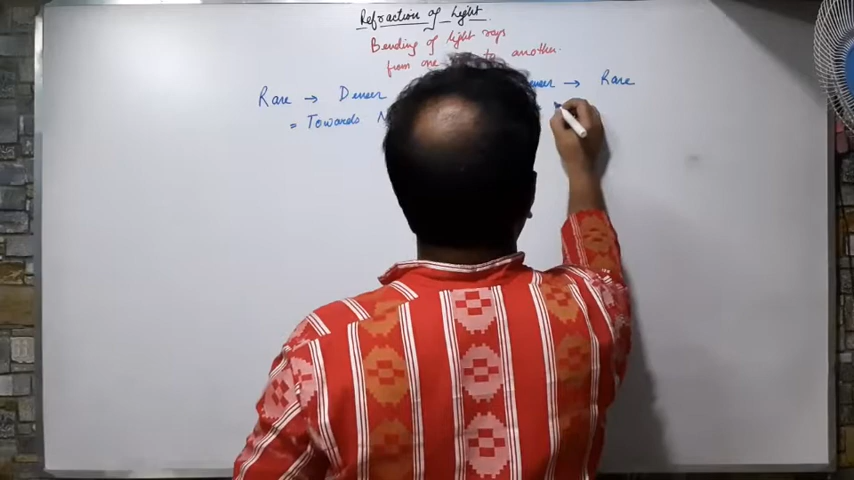 Refraction of Light
Bending of light rays
from one to another.
Rare → Denser → Rare
= Towards